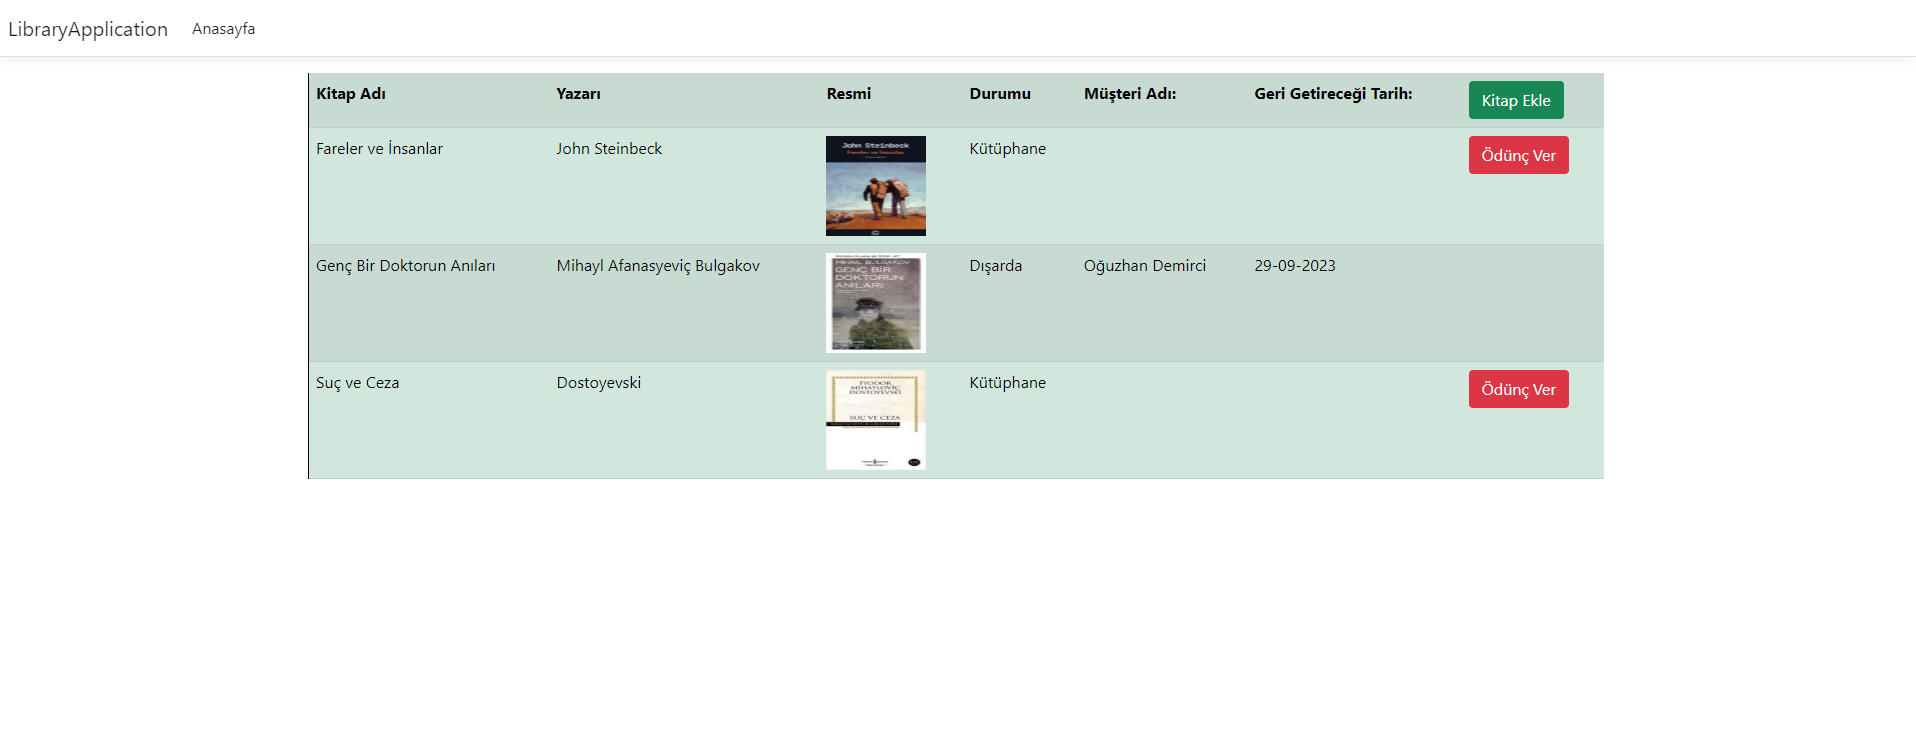 LibraryApplication Anasayfa
Kitap Adı Yazarı Resmi Durumu Müşteri Adı: Geri Getireceği Tarih: Kitap Ekle
Fareler ve İnsanlar John Steinbeck Kütüphane Ödünç Ver
John Steinbeck
Fareler ve İnsanlar
Genç Bir Doktorun Anıları Mihayl Afanasyeviç Bulgakov Dışarda Oğuzhan Demirci 29-09-2023
MİHAİL BULGAKOV
GENÇ BİR
DOKTORUN
ANILARI
Suç ve Ceza Dostoyevski Kütüphane Ödünç Ver
FYODOR
MİHAYLOVİÇ
DOSTOYEVSKİ
SUÇ VE CEZA